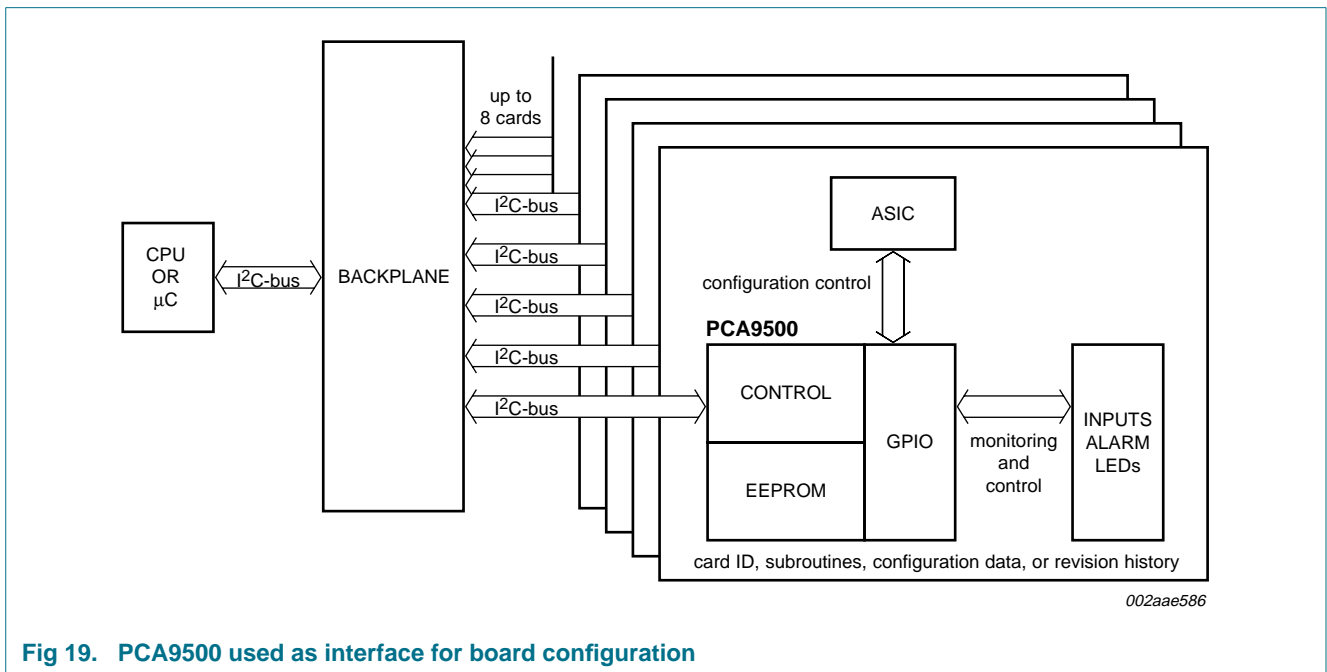 up to
8 cards
I2C-bus
ASIC
CPU
OR
μC
I2C-bus
BACKPLANE
I2C-bus
configuration control
I2C-bus
PCA9500
I2C-bus
I2C-bus
CONTROL
GPIO
EEPROM
monitoring
and
control
INPUTS
ALARM
LEDs
card ID, subroutines, configuration data, or revision history
002aae586
Fig 19. PCA9500 used as interface for board configuration